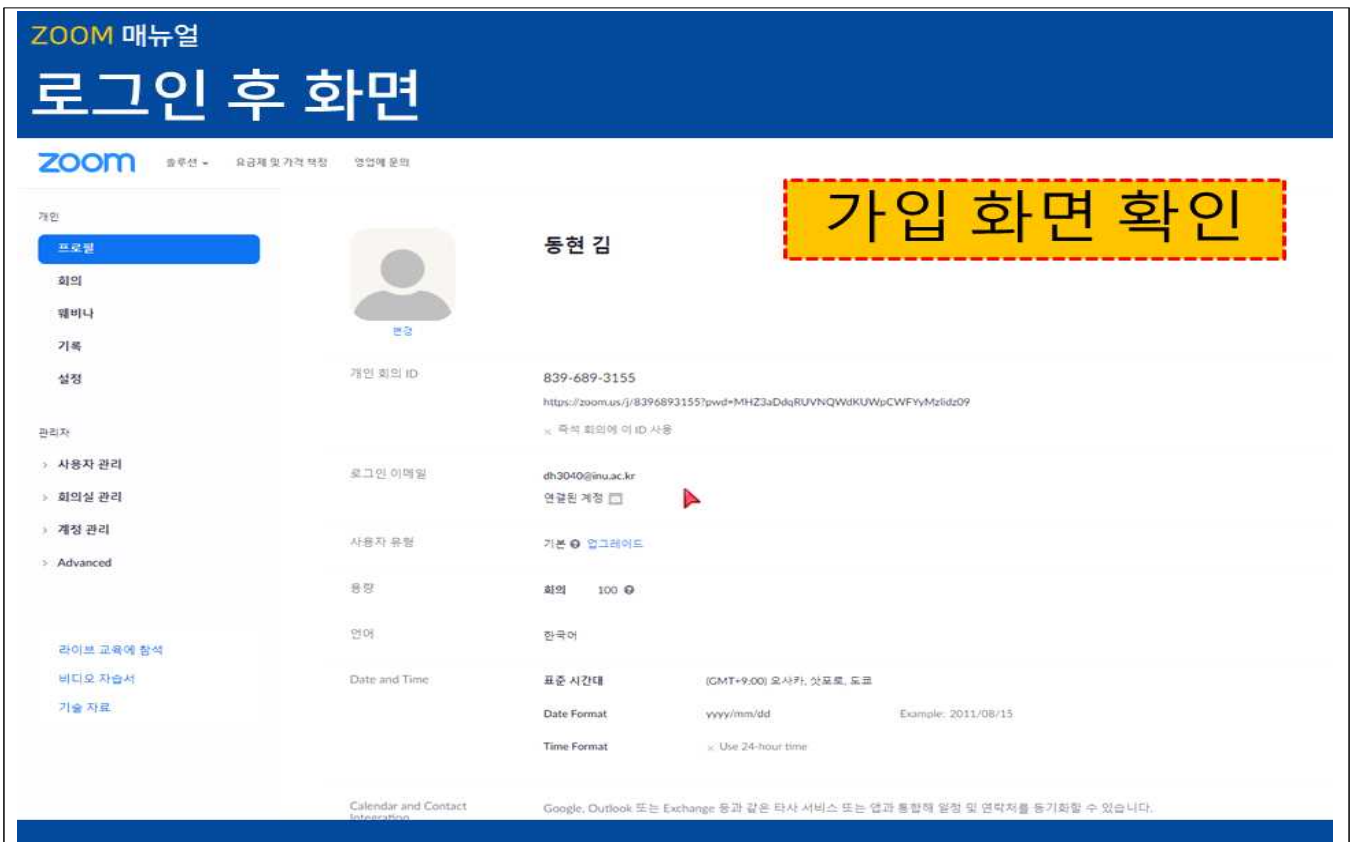 ZOOM 매뉴얼
로그인 후 화면
zoom 솔루션 요금제 및 가격 책정 영업에 문의
가입 화면 확인
개인
프로필
회의
웨비나
기록
설정
관리자
> 사용자 관리
> 회의실 관리
> 계정 관리
> Advanced
라이브 교육에 참석
비디오 자습서
기술 자료
동현 김
변경
개인 회의 ID 839-689-3155
× 즉석 회의에 이 ID 사용
로그인 이메일 dh3040@inu.ac.kr
연결된 계정
사용자 유형 기본 업그레이드
용량 회의 100
언어 한국어
Date and Time 표준 시간대 (GMT+9:00) 오사카, 삿포로, 도쿄
Date Format yyyy/mm/dd Example: 2011/08/15
Time Format × Use 24-hour time
Calendar and Contact Integration Google, Outlook 또는 Exchange 등과 같은 타사 서비스 또는 앱과 통합해 일정 및 연락처를 동기화할 수 있습니다.